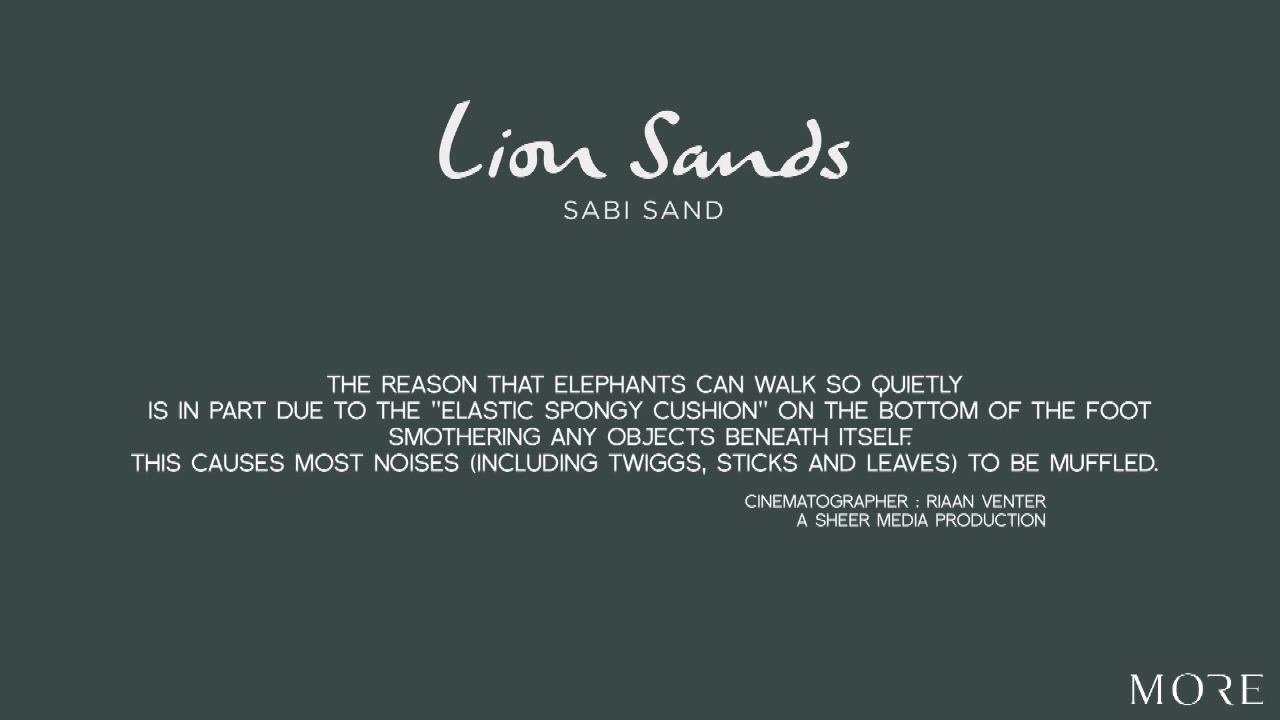 Lion Sands
SABI SAND
THE REASON THAT ELEPHANTS CAN WALK SO QUIETLY
IS IN PART DUE TO THE "ELASTIC SPONGY CUSHION" ON THE BOTTOM OF THE FOOT
SMOTHERING ANY OBJECTS BENEATH ITSELF.
THIS CAUSES MOST NOISES (INCLUDING TWIGGS, STICKS AND LEAVES) TO BE MUFFLED.
CINEMATOGRAPHER : RIAAN VENTER
A SHEER MEDIA PRODUCTION
MORE